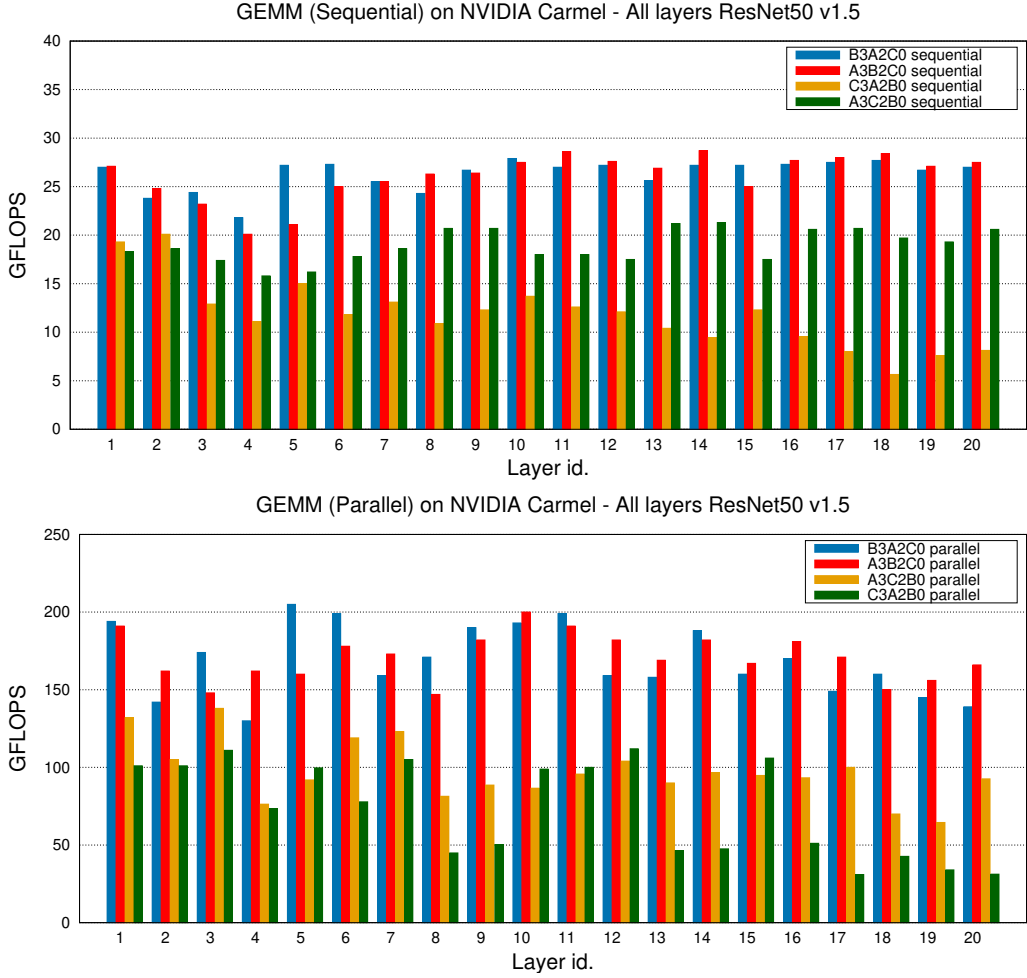 GEMM (Sequential) on NVIDIA Carmel - All layers ResNet50 v1.5
40
35
30
25
20
15
10
5
0
GFLOPS
B3A2C0 sequential
A3B2C0 sequential
C3A2B0 sequential
A3C2B0 sequential
1 2 3 4 5 6 7 8 9 10 11 12 13 14 15 16 17 18 19 20
Layer id.
GEMM (Parallel) on NVIDIA Carmel - All layers ResNet50 v1.5
250
200
150
100
50
0
GFLOPS
B3A2C0 parallel
A3B2C0 parallel
A3C2B0 parallel
C3A2B0 parallel
1 2 3 4 5 6 7 8 9 10 11 12 13 14 15 16 17 18 19 20
Layer id.